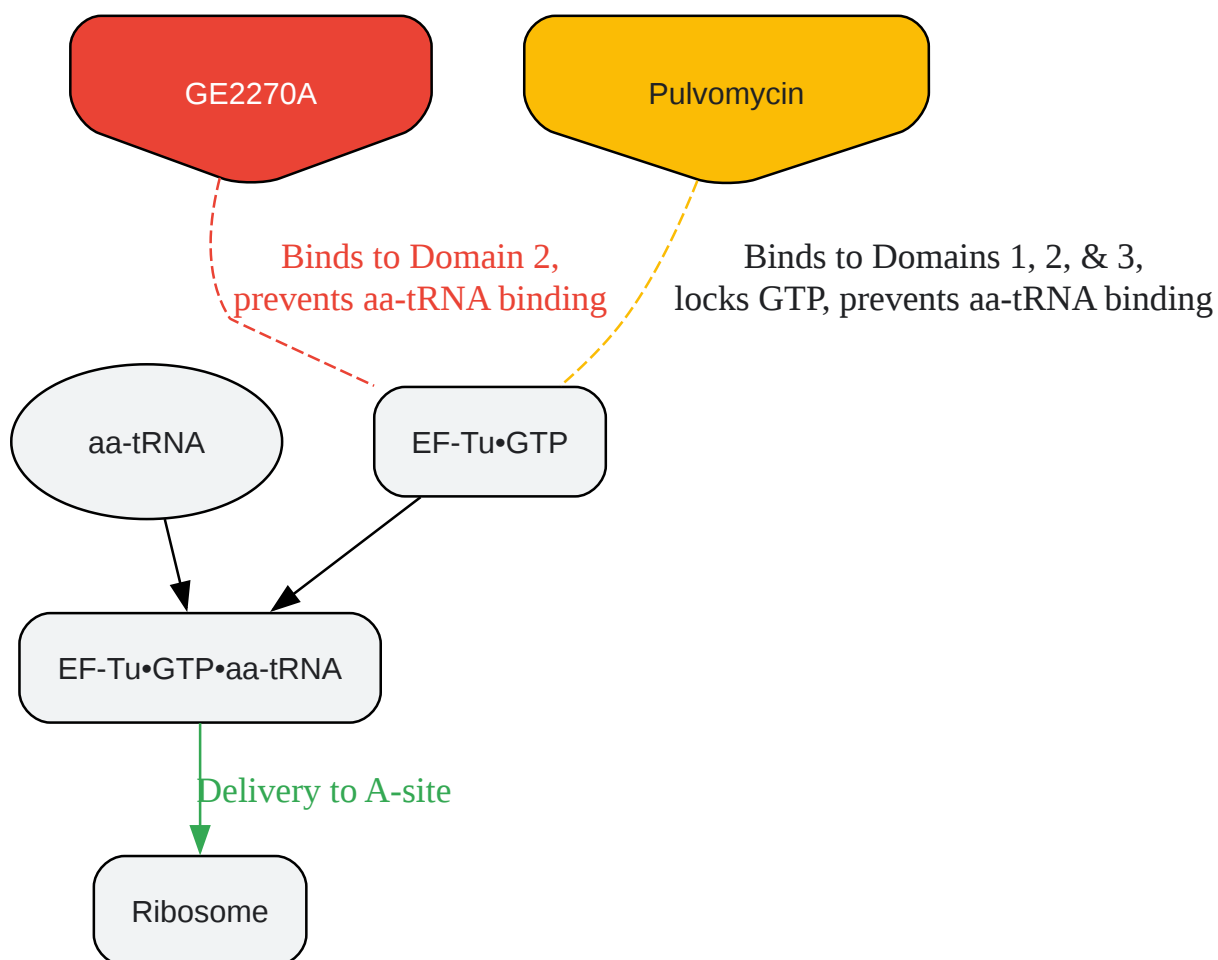 GE2270A
Pulvomycin
Binds to Domain 2,
prevents aa-tRNA binding
Binds to Domains 1, 2, & 3,
locks GTP, prevents aa-tRNA binding
aa-tRNA
EF-Tu•GTP
EF-Tu•GTP•aa-tRNA
Delivery to A-site
Ribosome